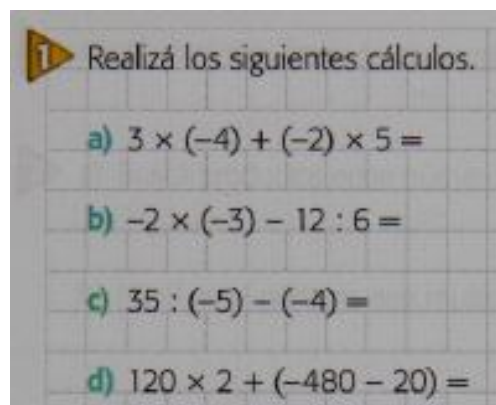 1 Realizá los siguientes cálculos.
a) 3 × (–4) + (–2) × 5 =
b) –2 × (–3) – 12 : 6 =
c) 35 : (–5) – (–4) =
d) 120 × 2 + (–480 – 20) =